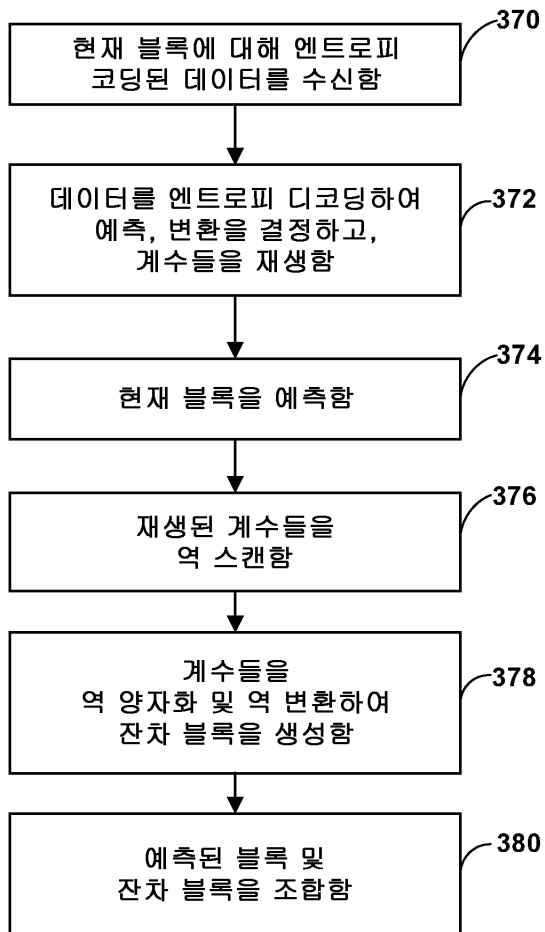 370
현재 블록에 대해 엔트로피
코딩된 데이터를 수신함
372
데이터를 엔트로피 디코딩하여
예측, 변환을 결정하고,
계수들을 재생함
374
현재 블록을 예측함
376
재생된 계수들을
역 스캔함
378
계수들을
역 양자화 및 역 변환하여
잔차 블록을 생성함
380
예측된 블록 및
잔차 블록을 조합함